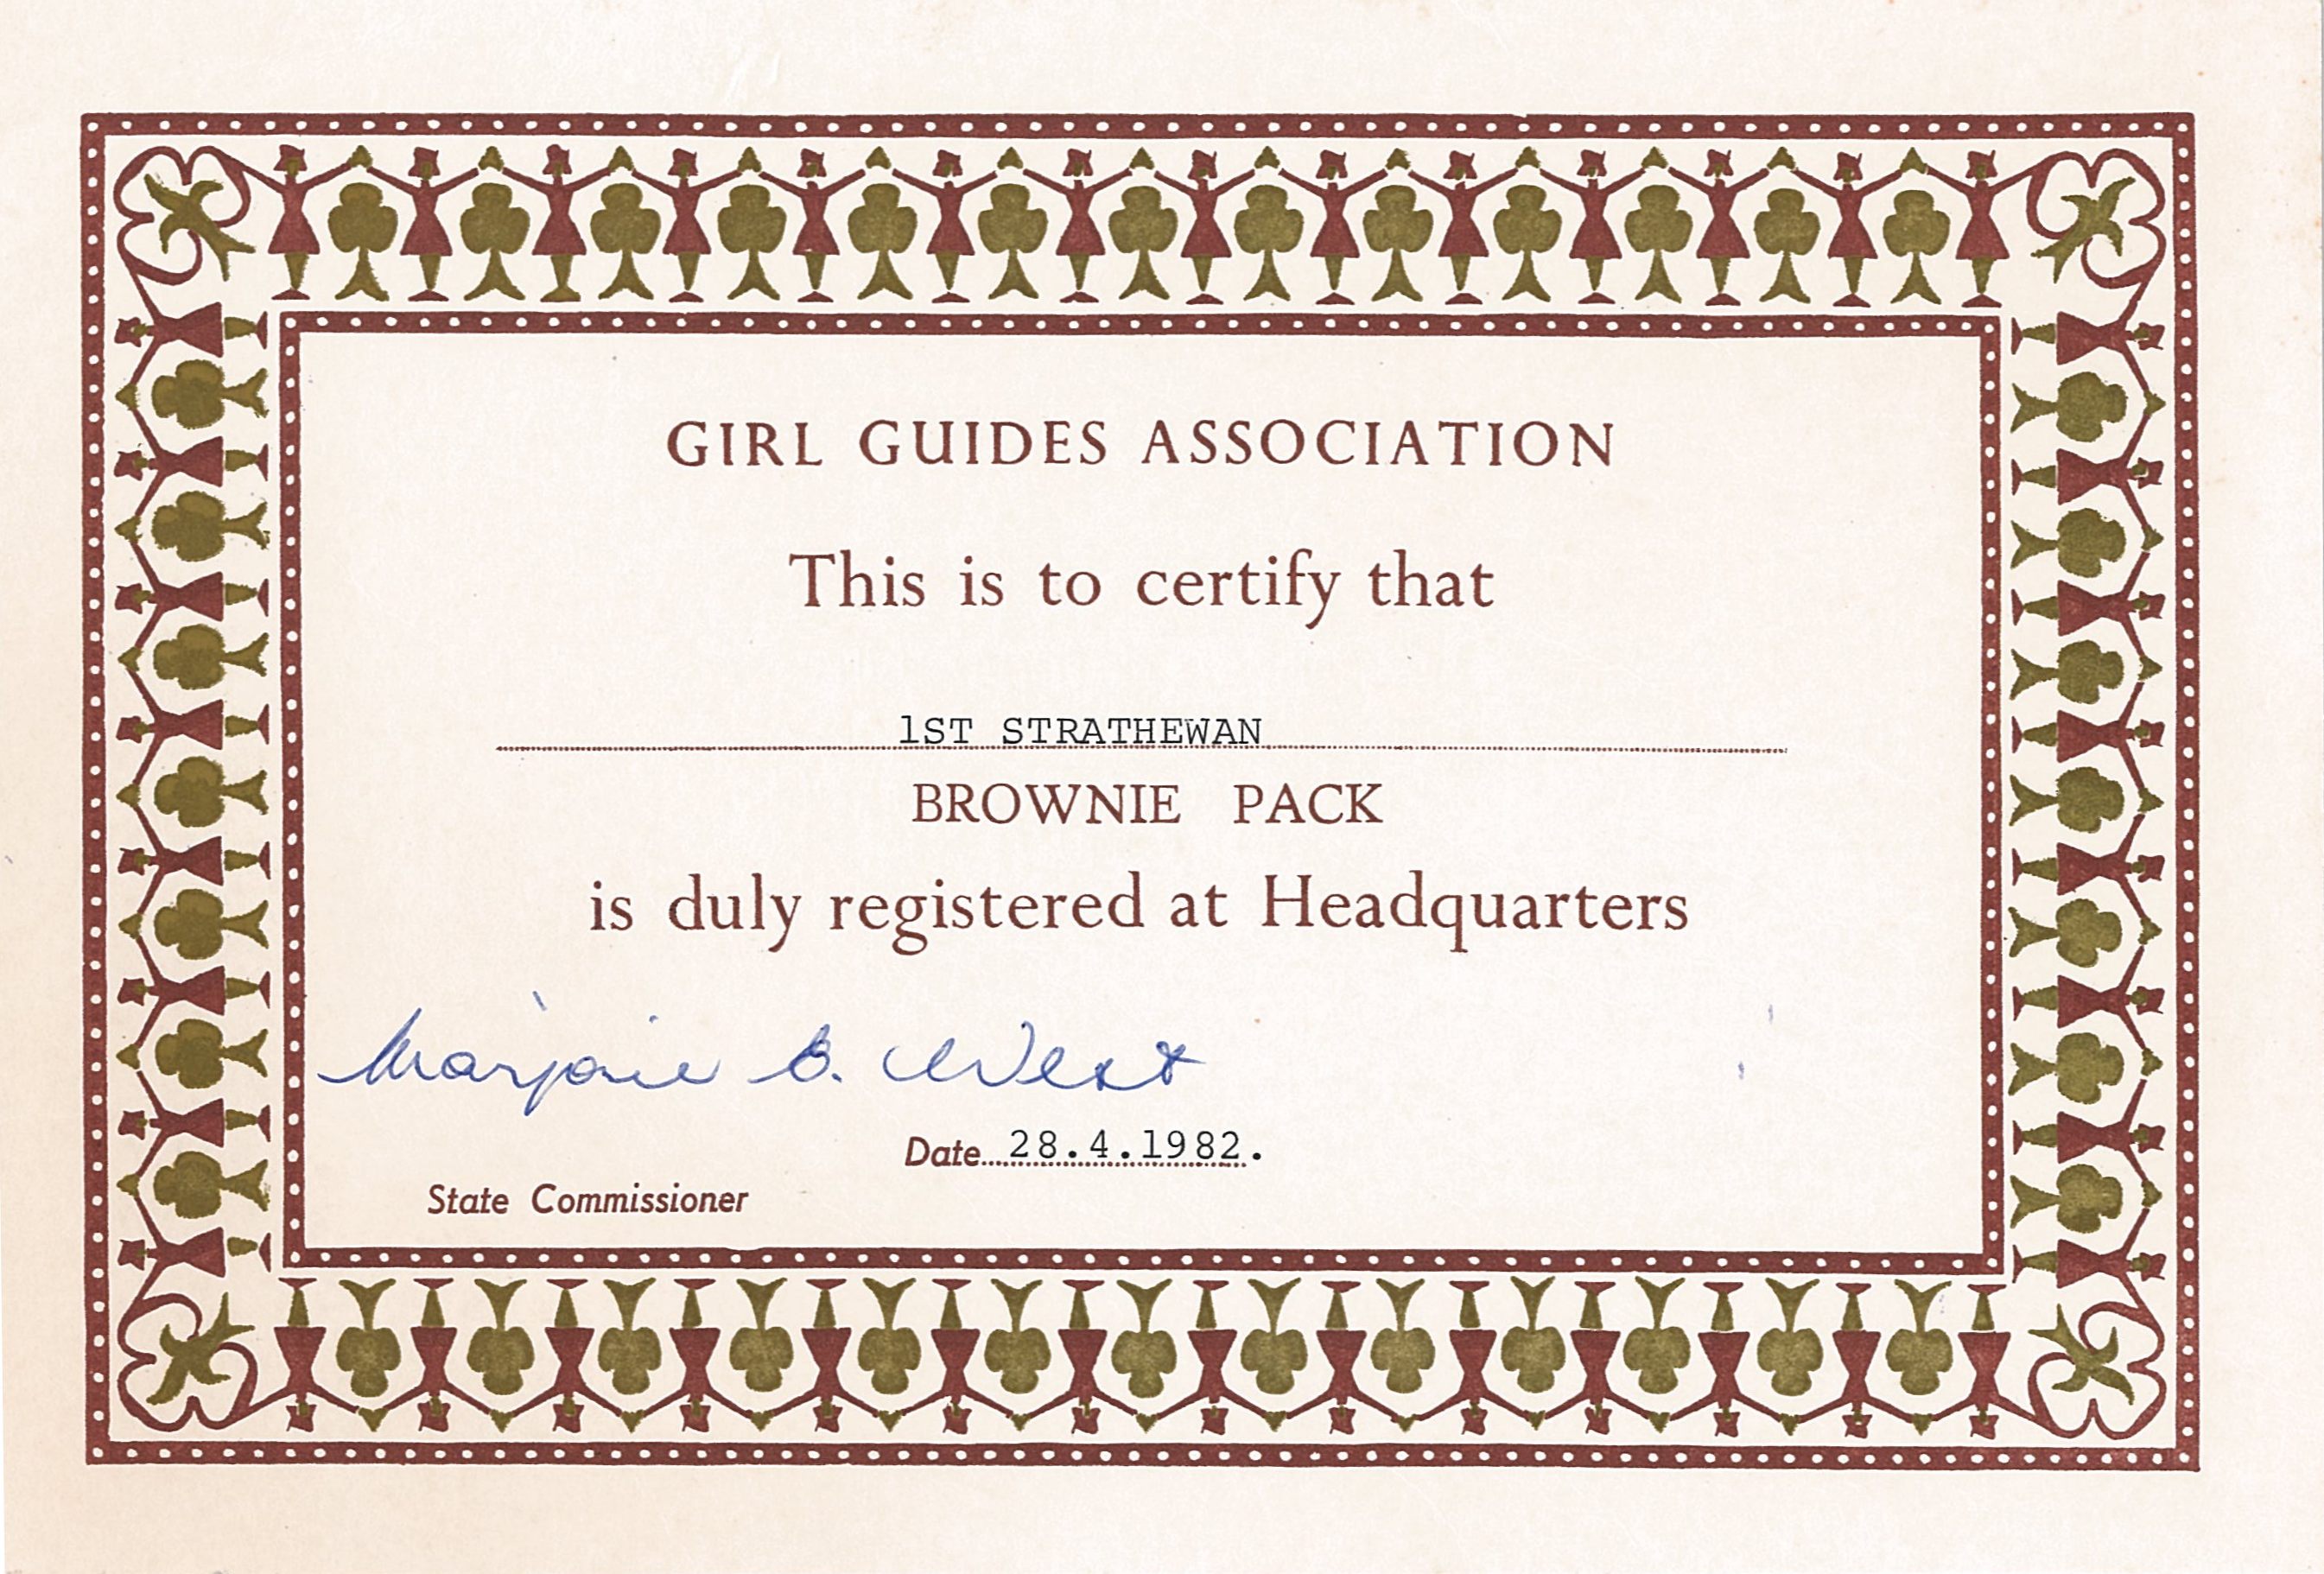 GIRL GUIDES ASSOCIATION
This is to certify that
1ST STRATHEWAN
BROWNIE PACK
is duly registered at Headquarters
Marjorie B. West
Date 28.4.1982.
State Commissioner